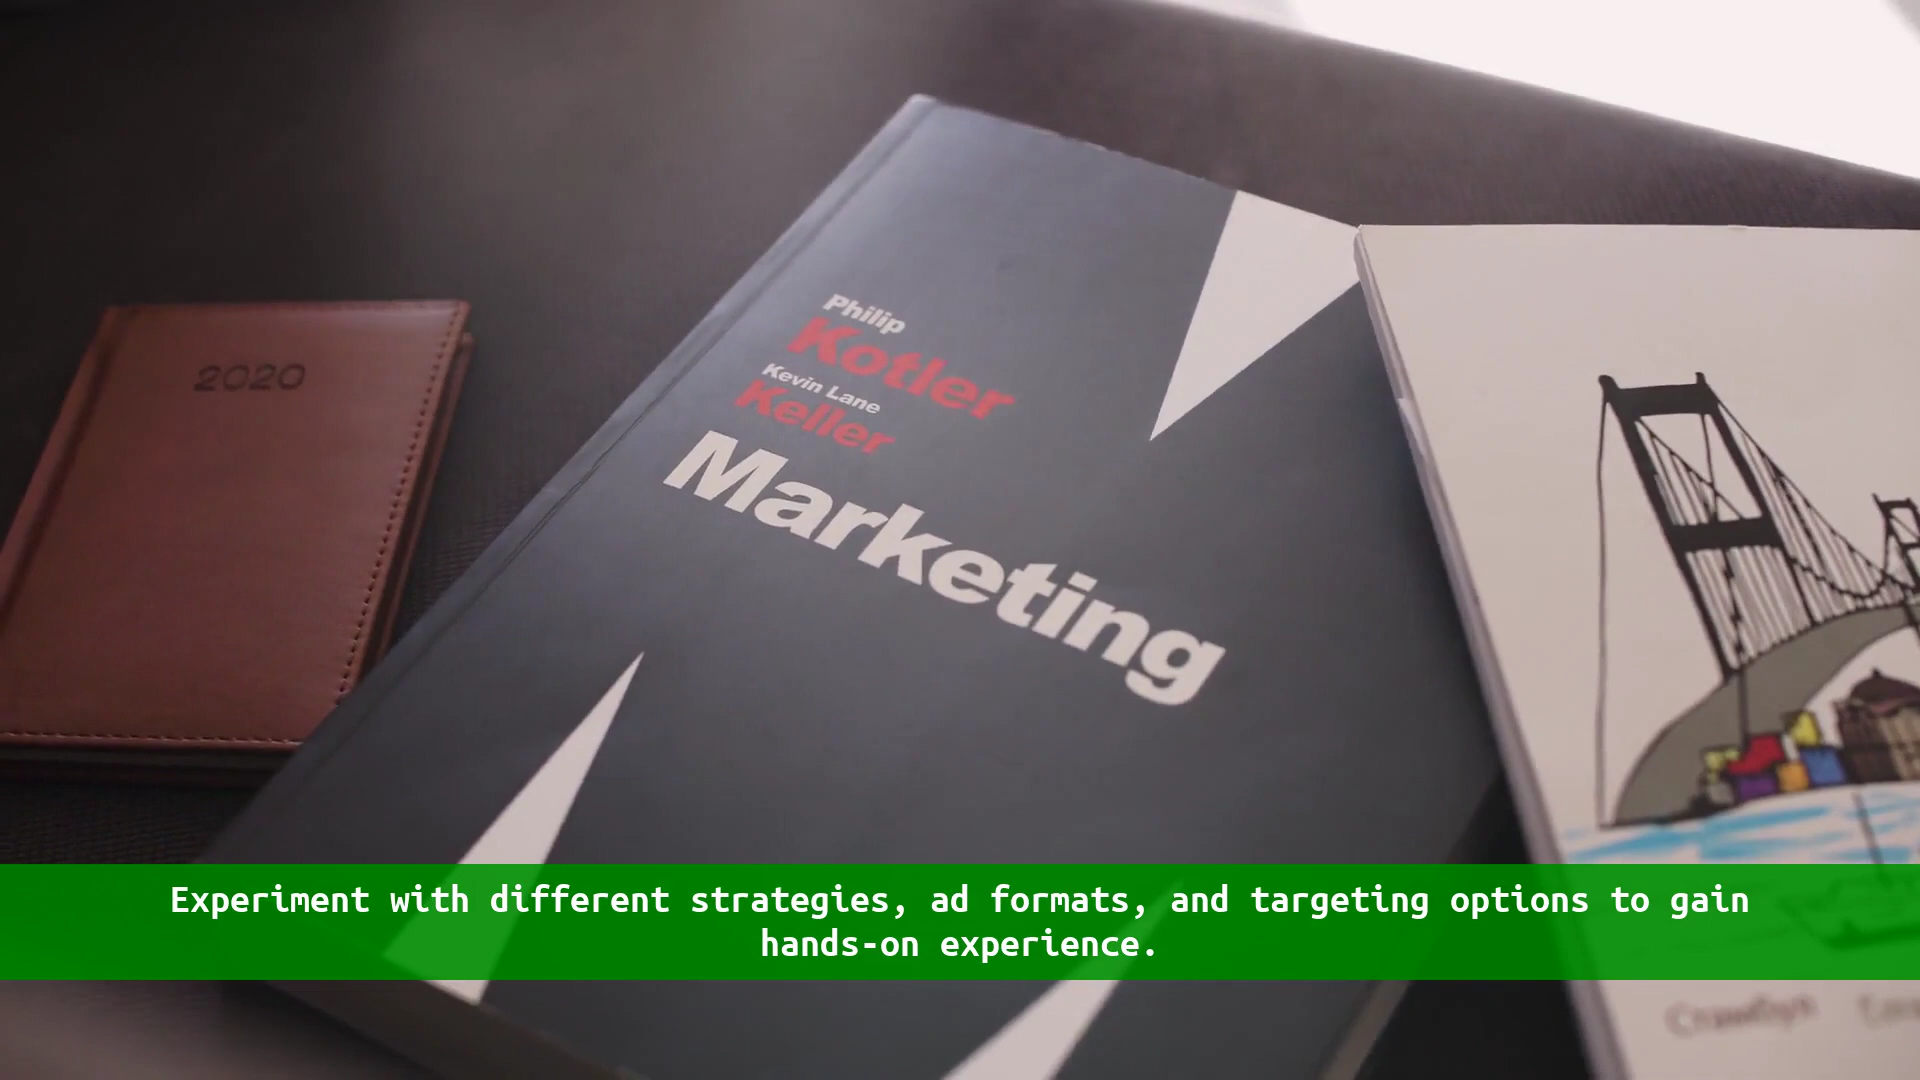 2020
Philip
Kotler
Kevin Lane
Keller
Marketing
Experiment with different strategies, ad formats, and targeting options to gain
hands-on experience.
Стамбул